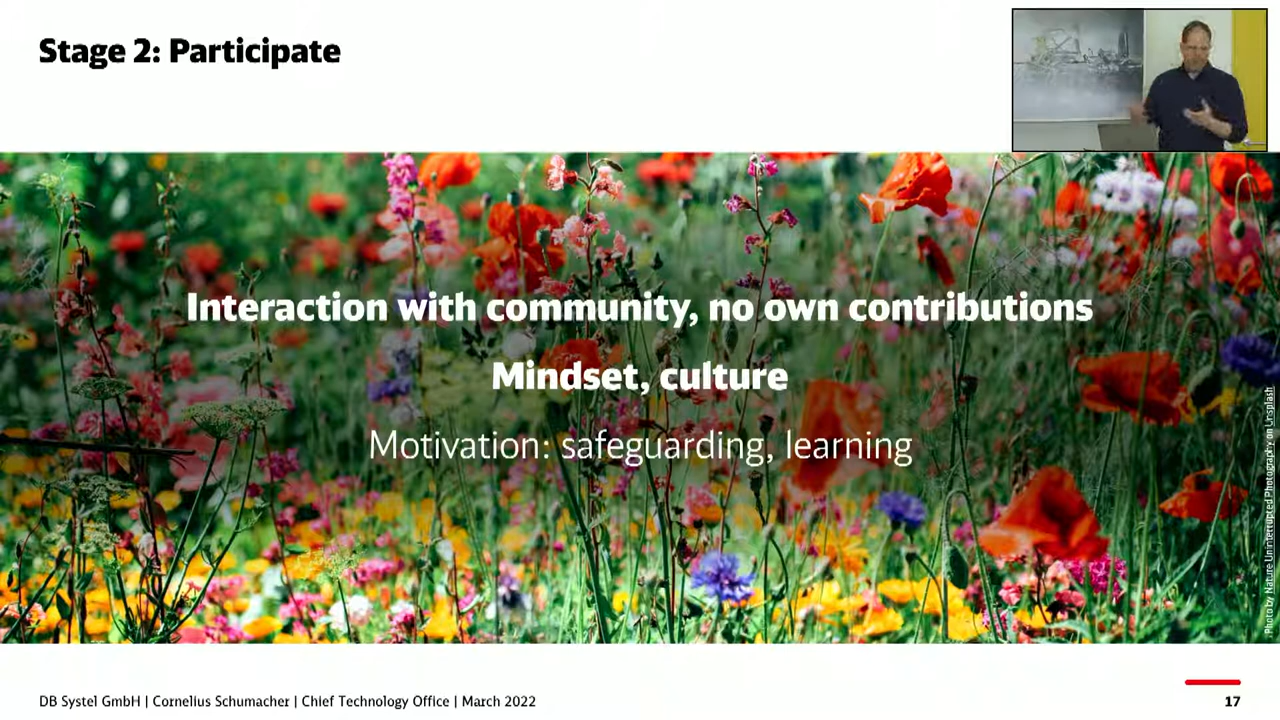 Stage 2: Participate
Interaction with community, no own contributions
Mindset, culture
Motivation: safeguarding, learning
Photo by Nature Uninterrupted Photography on Unsplash
DB Systel GmbH | Cornelius Schumacher | Chief Technology Office | March 2022
17